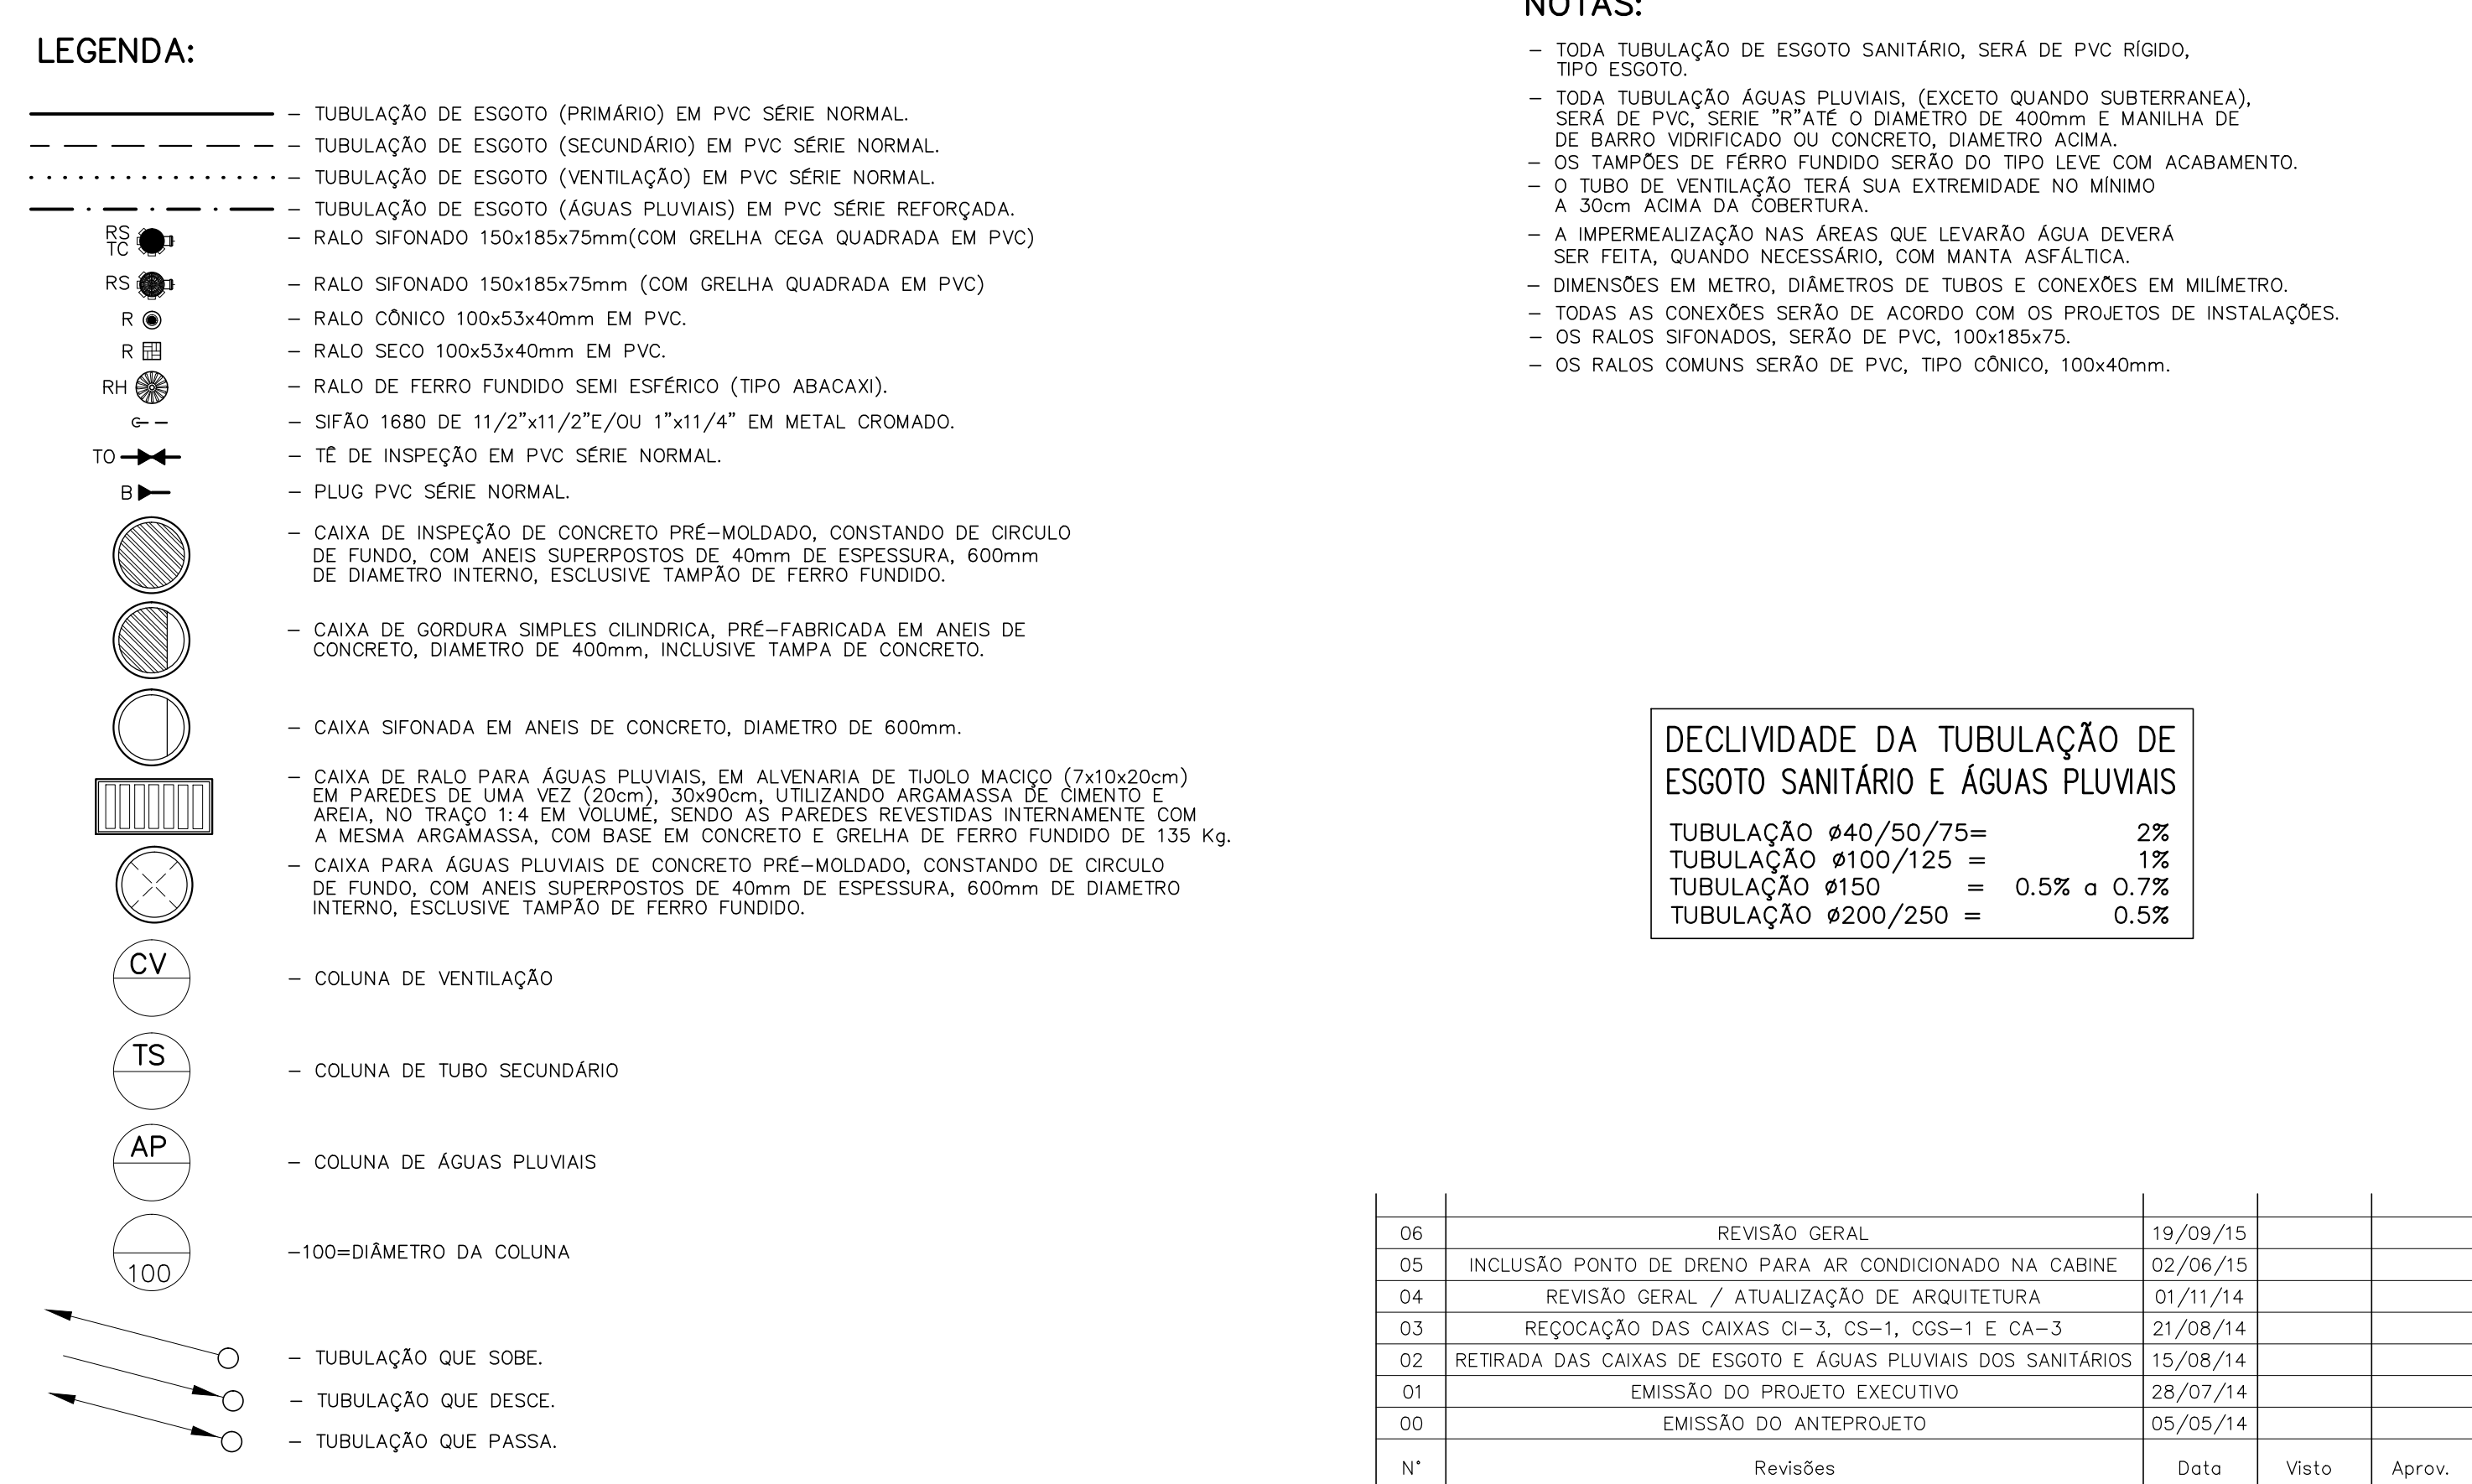 LEGENDA:
– TUBULAÇÃO DE ESGOTO (PRIMÁRIO) EM PVC SÉRIE NORMAL.
– TUBULAÇÃO DE ESGOTO (SECUNDÁRIO) EM PVC SÉRIE NORMAL.
– TUBULAÇÃO DE ESGOTO (VENTILAÇÃO) EM PVC SÉRIE NORMAL.
– TUBULAÇÃO DE ESGOTO (ÁGUAS PLUVIAIS) EM PVC SÉRIE REFORÇADA.
RS
TC
– RALO SIFONADO 150x185x75mm(COM GRELHA CEGA QUADRADA EM PVC)
RS – RALO SIFONADO 150x185x75mm (COM GRELHA QUADRADA EM PVC)
R – RALO CÔNICO 100x53x40mm EM PVC.
R – RALO SECO 100x53x40mm EM PVC.
RH – RALO DE FERRO FUNDIDO SEMI ESFÉRICO (TIPO ABACAXI).
– SIFÃO 1680 DE 11/2"x11/2"E/OU 1"x11/4" EM METAL CROMADO.
TO – TÊ DE INSPEÇÃO EM PVC SÉRIE NORMAL.
B – PLUG PVC SÉRIE NORMAL.
– CAIXA DE INSPEÇÃO DE CONCRETO PRÉ–MOLDADO, CONSTANDO DE CIRCULO
DE FUNDO, COM ANEIS SUPERPOSTOS DE 40mm DE ESPESSURA, 600mm
DE DIAMETRO INTERNO, ESCLUSIVE TAMPÃO DE FERRO FUNDIDO.
– CAIXA DE GORDURA SIMPLES CILINDRICA, PRÉ–FABRICADA EM ANEIS DE
CONCRETO, DIAMETRO DE 400mm, INCLUSIVE TAMPA DE CONCRETO.
– CAIXA SIFONADA EM ANEIS DE CONCRETO, DIAMETRO DE 600mm.
– CAIXA DE RALO PARA ÁGUAS PLUVIAIS, EM ALVENARIA DE TIJOLO MACIÇO (7x10x20cm)
EM PAREDES DE UMA VEZ (20cm), 30x90cm, UTILIZANDO ARGAMASSA DE CIMENTO E
AREIA, NO TRAÇO 1:4 EM VOLUME, SENDO AS PAREDES REVESTIDAS INTERNAMENTE COM
A MESMA ARGAMASSA, COM BASE EM CONCRETO E GRELHA DE FERRO FUNDIDO DE 135 Kg.
– CAIXA PARA ÁGUAS PLUVIAIS DE CONCRETO PRÉ–MOLDADO, CONSTANDO DE CIRCULO
DE FUNDO, COM ANEIS SUPERPOSTOS DE 40mm DE ESPESSURA, 600mm DE DIAMETRO
INTERNO, ESCLUSIVE TAMPÃO DE FERRO FUNDIDO.
CV – COLUNA DE VENTILAÇÃO
TS – COLUNA DE TUBO SECUNDÁRIO
AP – COLUNA DE ÁGUAS PLUVIAIS
100 –100=DIÂMETRO DA COLUNA
– TUBULAÇÃO QUE SOBE.
– TUBULAÇÃO QUE DESCE.
– TUBULAÇÃO QUE PASSA.
NOTAS:
– TODA TUBULAÇÃO DE ESGOTO SANITÁRIO, SERÁ DE PVC RÍGIDO,
TIPO ESGOTO.
– TODA TUBULAÇÃO ÁGUAS PLUVIAIS, (EXCETO QUANDO SUBTERRANEA),
SERÁ DE PVC, SERIE "R"ATÉ O DIAMETRO DE 400mm E MANILHA DE
DE BARRO VIDRIFICADO OU CONCRETO, DIAMETRO ACIMA.
– OS TAMPÕES DE FÉRRO FUNDIDO SERÃO DO TIPO LEVE COM ACABAMENTO.
– O TUBO DE VENTILAÇÃO TERÁ SUA EXTREMIDADE NO MÍNIMO
A 30cm ACIMA DA COBERTURA.
– A IMPERMEALIZAÇÃO NAS ÁREAS QUE LEVARÃO ÁGUA DEVERÁ
SER FEITA, QUANDO NECESSÁRIO, COM MANTA ASFÁLTICA.
– DIMENSÕES EM METRO, DIÂMETROS DE TUBOS E CONEXÕES EM MILÍMETRO.
– TODAS AS CONEXÕES SERÃO DE ACORDO COM OS PROJETOS DE INSTALAÇÕES.
– OS RALOS SIFONADOS, SERÃO DE PVC, 100x185x75.
– OS RALOS COMUNS SERÃO DE PVC, TIPO CÔNICO, 100x40mm.
DECLIVIDADE DA TUBULAÇÃO DE
ESGOTO SANITÁRIO E ÁGUAS PLUVIAIS
TUBULAÇÃO ø40/50/75= 2%
TUBULAÇÃO ø100/125 = 1%
TUBULAÇÃO ø150 = 0.5% a 0.7%
TUBULAÇÃO ø200/250 = 0.5%
06 REVISÃO GERAL 19/09/15
05 INCLUSÃO PONTO DE DRENO PARA AR CONDICIONADO NA CABINE 02/06/15
04 REVISÃO GERAL / ATUALIZAÇÃO DE ARQUITETURA 01/11/14
03 REÇOCAÇÃO DAS CAIXAS CI–3, CS–1, CGS–1 E CA–3 21/08/14
02 RETIRADA DAS CAIXAS DE ESGOTO E ÁGUAS PLUVIAIS DOS SANITÁRIOS 15/08/14
01 EMISSÃO DO PROJETO EXECUTIVO 28/07/14
00 EMISSÃO DO ANTEPROJETO 05/05/14
N° Revisões Data Visto Aprov.